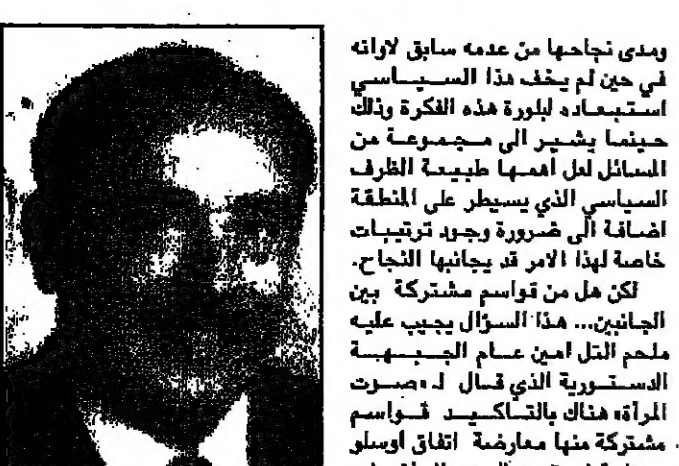 ومدى نجاحها من عدمه سابق لاوانه
في حين لم يخف هذا السياسي
استبعاده لبلورة هذه الفكرة وذلك
حينما يشير الى مجموعة من
المسائل لعل اهمها طبيعة الظرف
السياسي الذي يسيطر على المنطقة
اضافة الى ضرورة وجود ترتيبات
خاصة لهذا الامر قد يجانبها النجاح.
لكن هل من قواسم مشتركة بين
الجانبين... هذا السؤال يجيب عليه
ملحم التل امين عام الجبهة
الدستورية الذي قال لـ «صوت
المرأة» هناك بالتاكيد قواسم
مشتركة منها معارضة اتفاق اوسلو